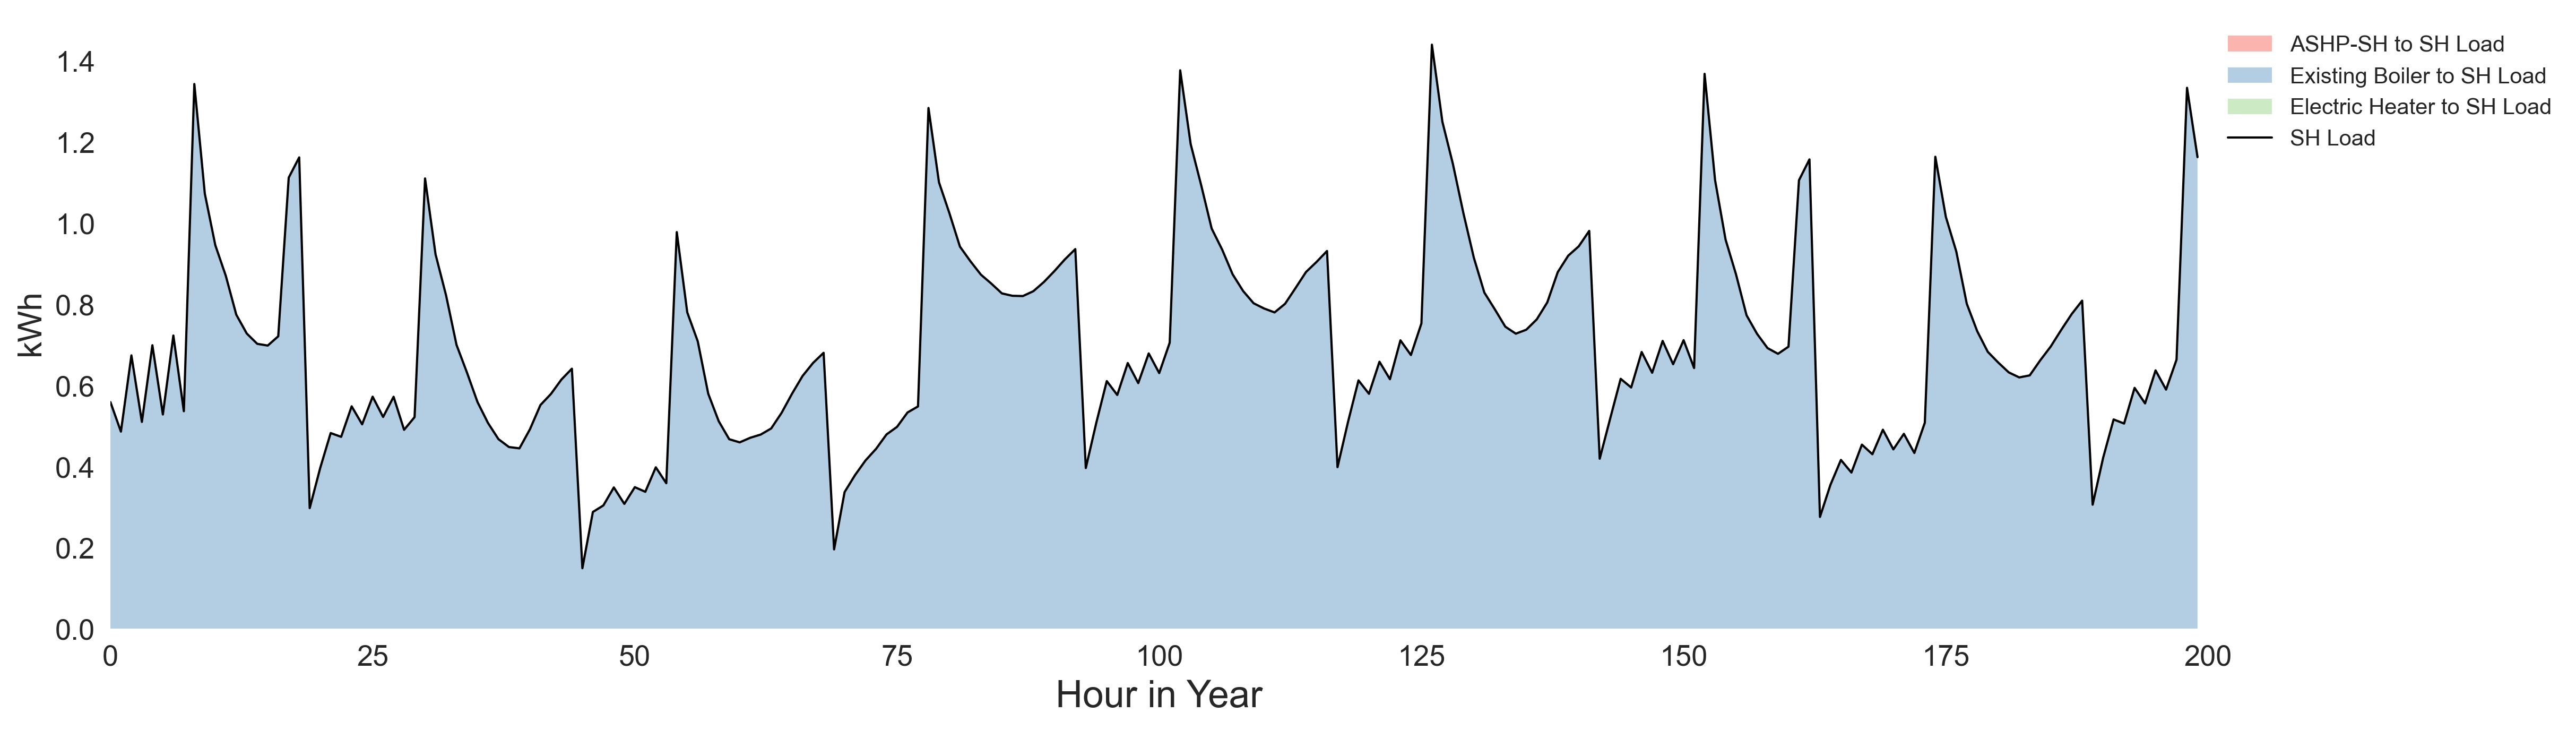 ASHP-SH to SH Load
Existing Boiler to SH Load
Electric Heater to SH Load
SH Load
kWh
1.4
1.2
1.0
0.8
0.6
0.4
0.2
0.0
0 25 50 75 100 125 150 175 200
Hour in Year